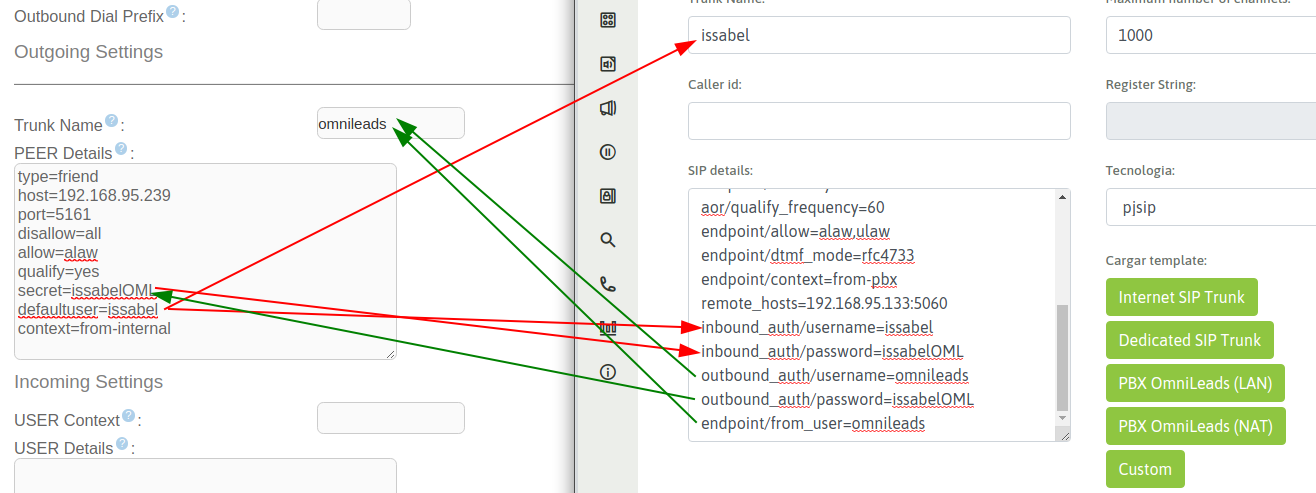 Outbound Dial Prefix? :
Outgoing Settings
Trunk Name? :
omnileads
PEER Details? :
type=friend
host=192.168.95.239
port=5161
disallow=all
allow=alaw
qualify=yes
secret=issabelOML
defaultuser=issabel
context=from-internal
Incoming Settings
USER Context? :
USER Details? :
Trunk Name:
issabel
Caller id:
SIP details:
aor/qualify_frequency=60
endpoint/allow=alaw,ulaw
endpoint/dtmf_mode=rfc4733
endpoint/context=from-pbx
remote_hosts=192.168.95.133:5060
inbound_auth/username=issabel
inbound_auth/password=issabelOML
outbound_auth/username=omnileads
outbound_auth/password=issabelOML
endpoint/from_user=omnileads
Maximum number of channels:
1000
Register String:
Tecnologia:
pjsip
Cargar template:
Internet SIP Trunk
Dedicated SIP Trunk
PBX OmniLeads (LAN)
PBX OmniLeads (NAT)
Custom